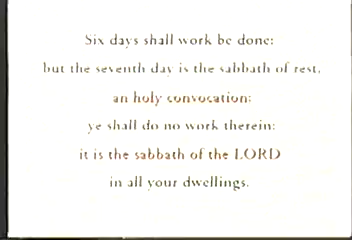 Six days shall work be done:
but the seventh day is the sabbath of rest,
an holy convocation:
ye shall do no work therein:
it is the sabbath of the LORD
in all your dwellings.